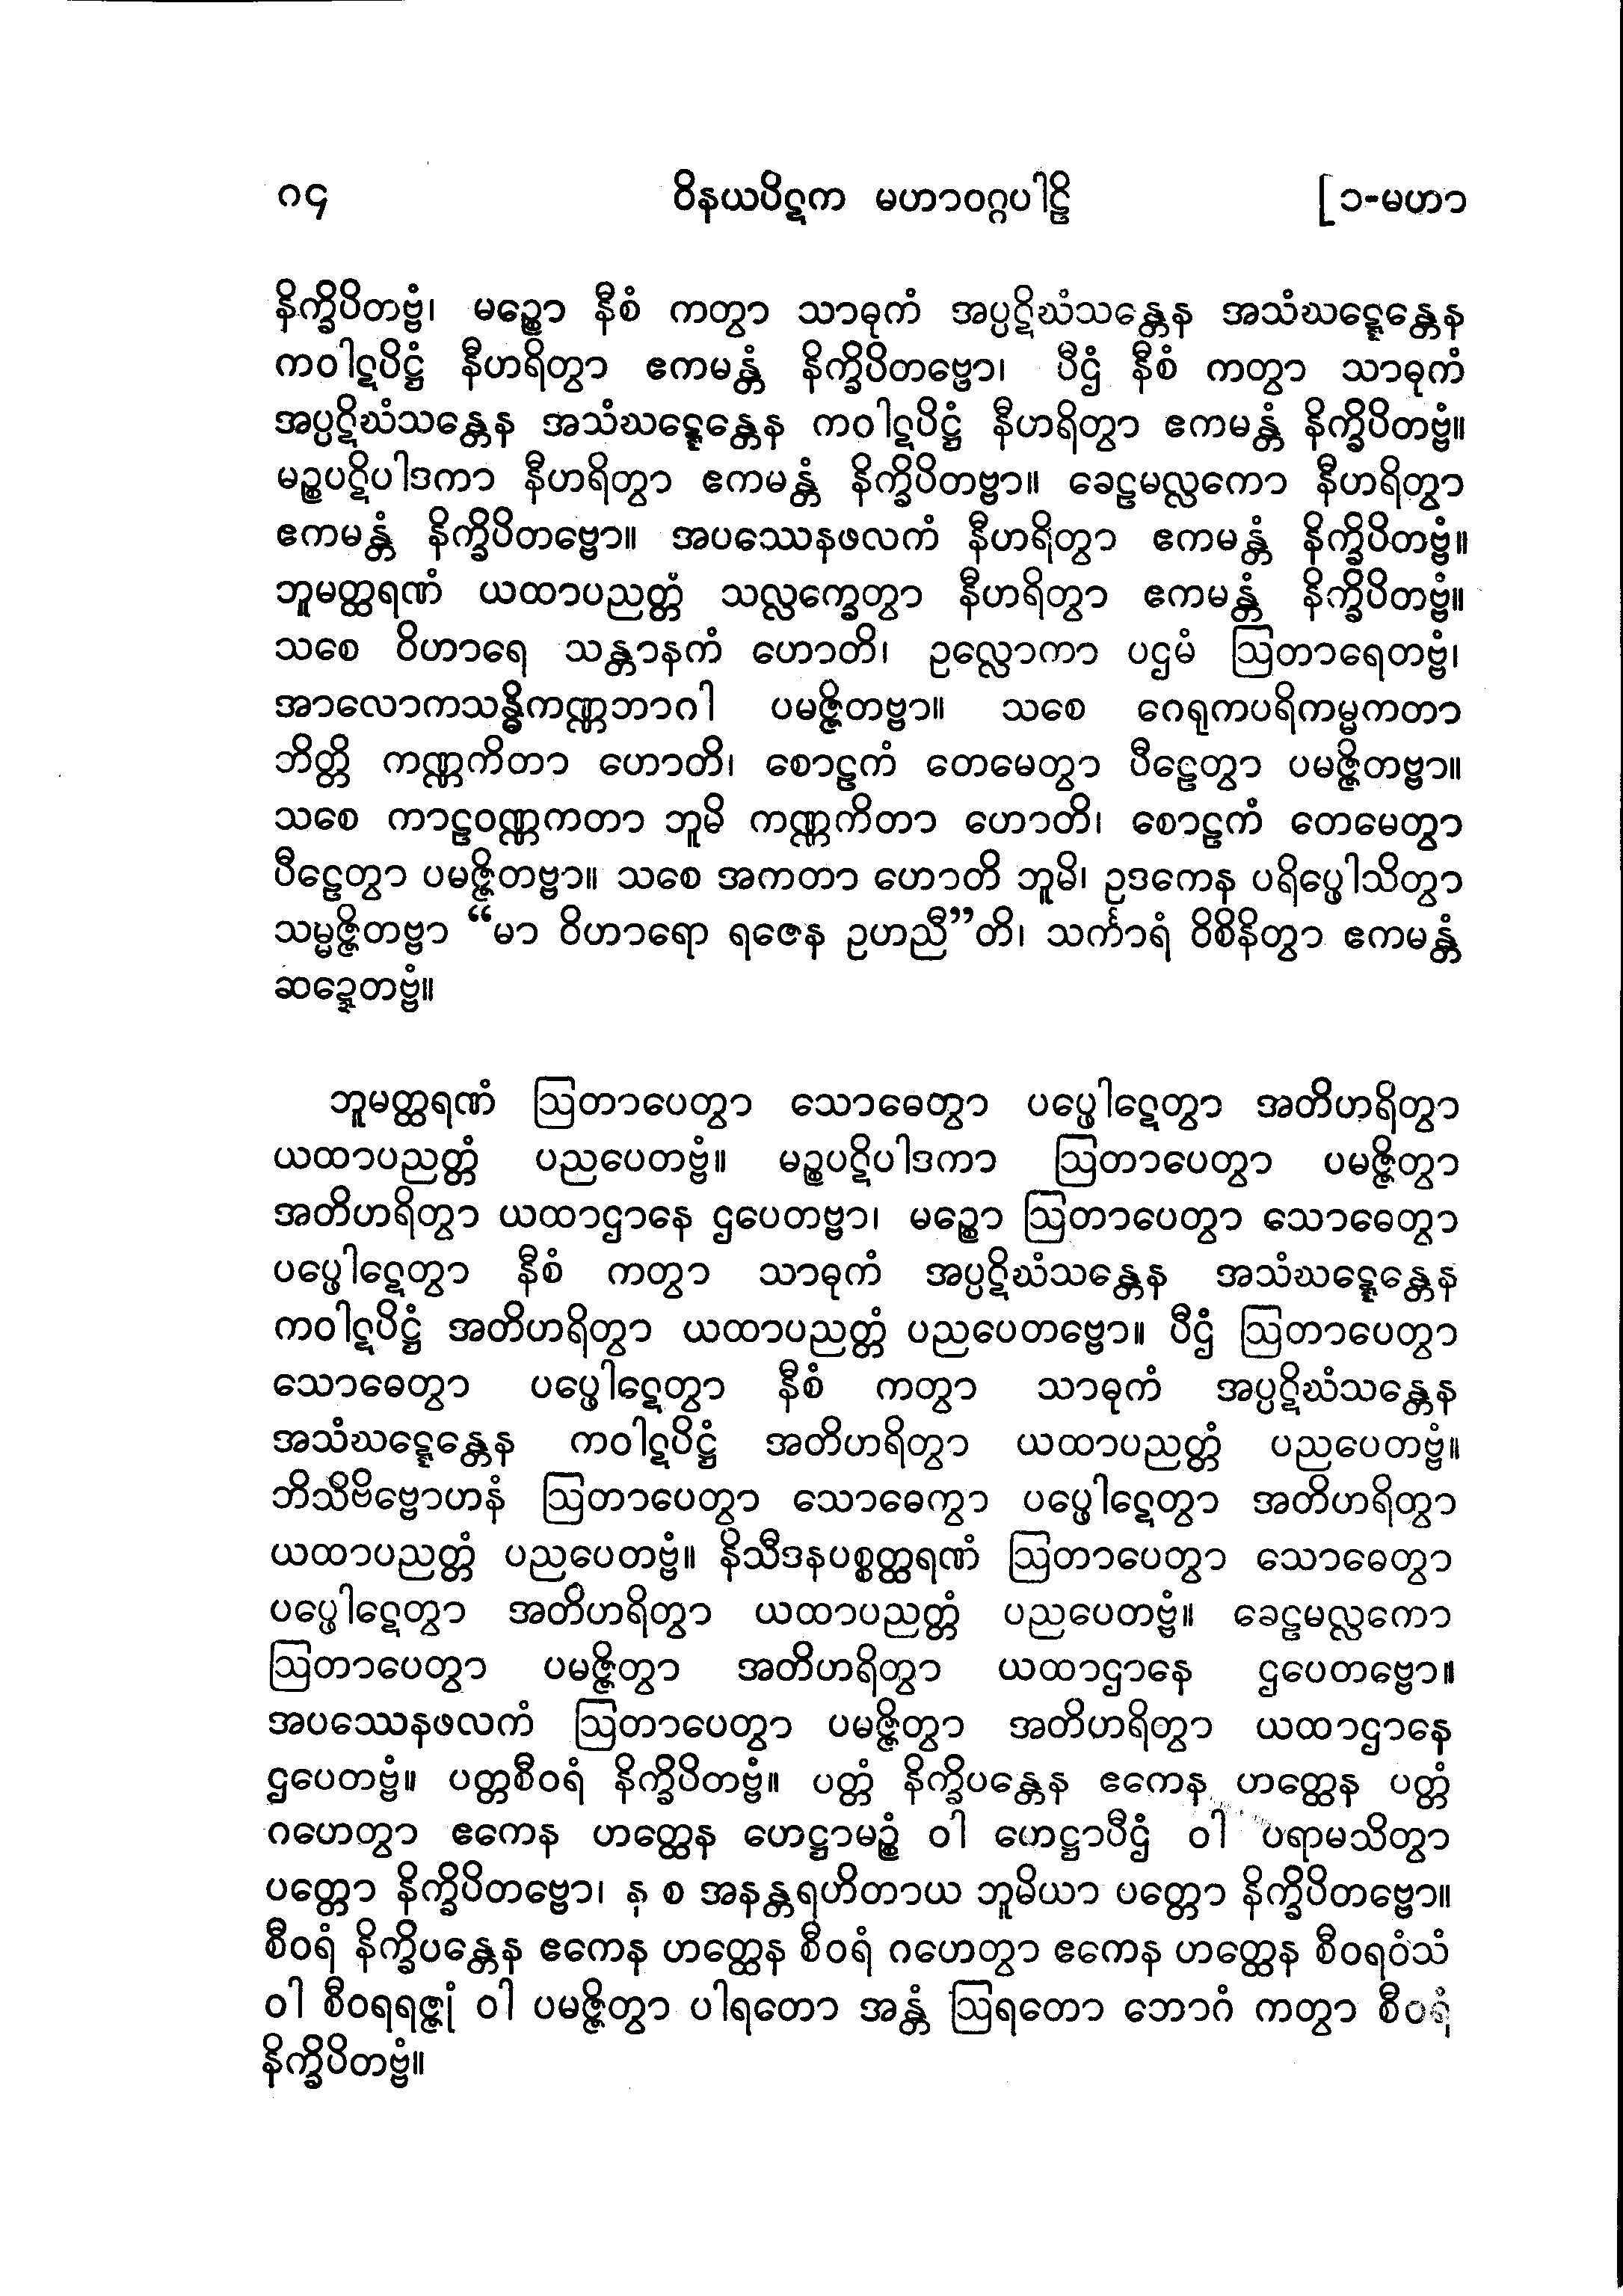 ၈၄ ဝိနယပိဋက မဟာဝဂ္ဂပါဠိ [၁-မဟာ
နိက္ခိပိတဗ္ဗံ၊ မဉ္စော နီစံ ကတွာ သာဓုကံ အပ္ပဋိဃံသန္တေန အသံဃဋ္ဋေန္တေန
ကဝါဋပိဋ္ဌံ နီဟရိတွာ ဧကမန္တံ နိက္ခိပိတဗ္ဗော၊ ပီဌံ နီစံ ကတွာ သာဓုကံ
အပ္ပဋိဃံသန္တေန အသံဃဋ္ဋေန္တေန ကဝါဋပိဋ္ဌံ နီဟရိတွာ ဧကမန္တံ နိက္ခိပိတဗ္ဗံ။
မဉ္စပဋိပါဒကာ နီဟရိတွာ ဧကမန္တံ နိက္ခိပိတဗ္ဗာ။ ခေဠမလ္လကော နီဟရိတွာ
ဧကမန္တံ နိက္ခိပိတဗ္ဗော။ အပဿေနဖလကံ နီဟရိတွာ ဧကမန္တံ နိက္ခိပိတဗ္ဗံ။
ဘူမတ္ထရဏံ ယထာပညတ္တံ သလ္လက္ခေတွာ နီဟရိတွာ ဧကမန္တံ နိက္ခိပိတဗ္ဗံ။
သစေ ဝိဟာရေ သန္တာနကံ ဟောတိ၊ ဥလ္လောကာ ပဌမံ ဩတာရေတဗ္ဗံ၊
အာလောကသန္ဓိကဏ္ဏဘာဂါ ပမဇ္ဇိတဗ္ဗာ။ သစေ ဂေရုကပရိကမ္မကတာ
ဘိတ္တိ ကဏ္ဏကိတာ ဟောတိ၊ စောဠကံ တေမေတွာ ပီဠေတွာ ပမဇ္ဇိတဗ္ဗာ။
သစေ ကာဠဝဏ္ဏကတာ ဘူမိ ကဏ္ဏကိတာ ဟောတိ၊ စောဠကံ တေမေတွာ
ပီဠေတွာ ပမဇ္ဇိတဗ္ဗာ။ သစေ အကတာ ဟောတိ ဘူမိ၊ ဥဒကေန ပရိပ္ဖေါသိတွာ
သမ္မဇ္ဇိတဗ္ဗာ “မာ ဝိဟာရော ရဇေန ဥဟညီ”တိ၊ သင်္ကာရံ ဝိစိနိတွာ ဧကမန္တံ
ဆဍ္ဍေတဗ္ဗံ။
ဘူမတ္ထရဏံ ဩတာပေတွာ သောဓေတွာ ပပ္ဖေါဋေတွာ အတိဟရိတွာ
ယထာပညတ္တံ ပညပေတဗ္ဗံ။ မဉ္စပဋိပါဒကာ ဩတာပေတွာ ပမဇ္ဇိတွာ
အတိဟရိတွာ ယထာဌာနေ ဌပေတဗ္ဗာ၊ မဉ္စော ဩတာပေတွာ သောဓေတွာ
ပပ္ဖေါဋေတွာ နီစံ ကတွာ သာဓုကံ အပ္ပဋိဃံသန္တေန အသံဃဋ္ဋေန္တေန
ကဝါဋပိဋ္ဌံ အတိဟရိတွာ ယထာပညတ္တံ ပညပေတဗ္ဗော။ ပီဌံ ဩတာပေတွာ
သောဓေတွာ ပပ္ဖေါဋေတွာ နီစံ ကတွာ သာဓုကံ အပ္ပဋိဃံသန္တေန
အသံဃဋ္ဋေန္တေန ကဝါဋပိဋ္ဌံ အတိဟရိတွာ ယထာပညတ္တံ ပညပေတဗ္ဗံ။
ဘိသိဗိဗ္ဗောဟနံ ဩတာပေတွာ သောဓေကွာ ပပ္ဖေါဋေတွာ အတိဟရိတွာ
ယထာပညတ္တံ ပညပေတဗ္ဗံ။ နိသီဒနပစ္စတ္ထရဏံ ဩတာပေတွာ သောဓေတွာ
ပပ္ဖေါဋေတွာ အတိဟရိတွာ ယထာပညတ္တံ ပညပေတဗ္ဗံ။ ခေဠမလ္လကော
ဩတာပေတွာ ပမဇ္ဇိတွာ အတိဟရိတွာ ယထာဌာနေ ဌပေတဗ္ဗော။
အပဿေနဖလကံ ဩတာပေတွာ ပမဇ္ဇိတွာ အတိဟရိတွာ ယထာဌာနေ
ဌပေတဗ္ဗံ။ ပတ္တစီဝရံ နိက္ခိပိတဗ္ဗံ။ ပတ္တံ နိက္ခိပန္တေန ဧကေန ဟတ္ထေန ပတ္တံ
ဂဟေတွာ ဧကေန ဟတ္ထေန ဟေဋ္ဌာမဉ္စံ ဝါ ဟေဋ္ဌာပီဌံ ဝါ ပရာမသိတွာ
ပတ္တော နိက္ခိပိတဗ္ဗော၊ န စ အနန္တရဟိတာယ ဘူမိယာ ပတ္တော နိက္ခိပိတဗ္ဗော။
စီဝရံ နိက္ခိပန္တေန ဧကေန ဟတ္ထေန စီဝရံ ဂဟေတွာ ဧကေန ဟတ္ထေန စီဝရဝံသံ
ဝါ စီဝရရဇ္ဇုံ ဝါ ပမဇ္ဇိတွာ ပါရတော အန္တံ ဩရတော ဘောဂံ ကတွာ စီဝရံ
နိက္ခိပိတဗ္ဗံ။